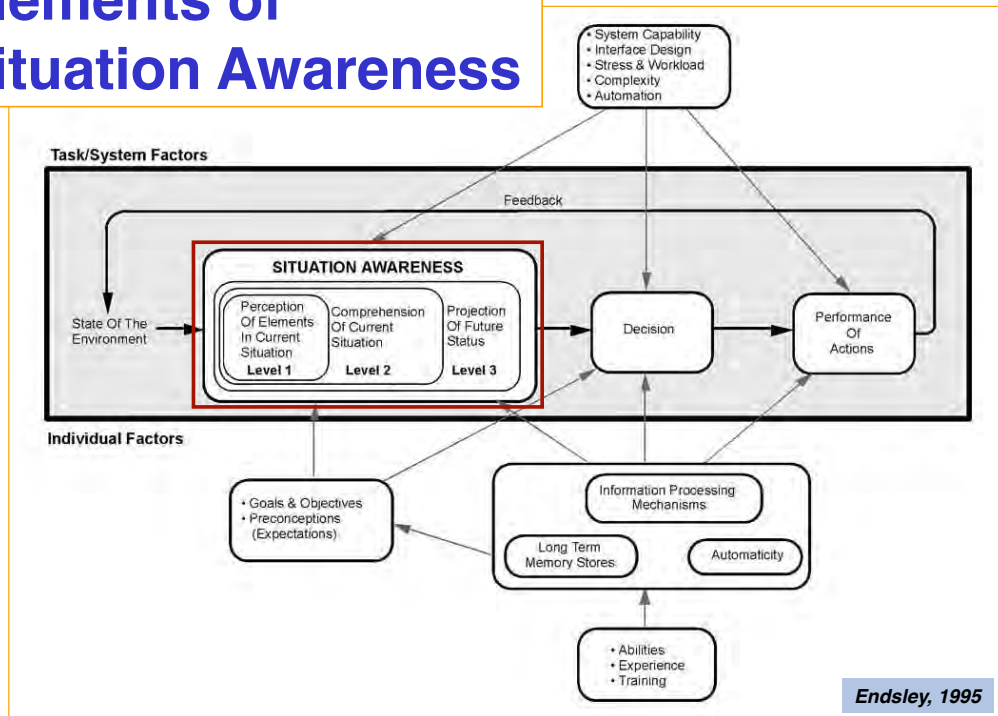 lements of
ituation Awareness
• System Capability
• Interface Design
• Stress & Workload
• Complexity
• Automation
Task/System Factors
Feedback
SITUATION AWARENESS
State Of The
Environment
Perception
Of Elements
In Current
Situation
Level 1
Comprehension
Of Current
Situation
Level 2
Projection
Of Future
Status
Level 3
Decision
Performance
Of
Actions
Individual Factors
• Goals & Objectives
• Preconceptions
(Expectations)
Information Processing
Mechanisms
Long Term
Memory Stores
Automaticity
• Abilities
• Experience
• Training
Endsley, 1995